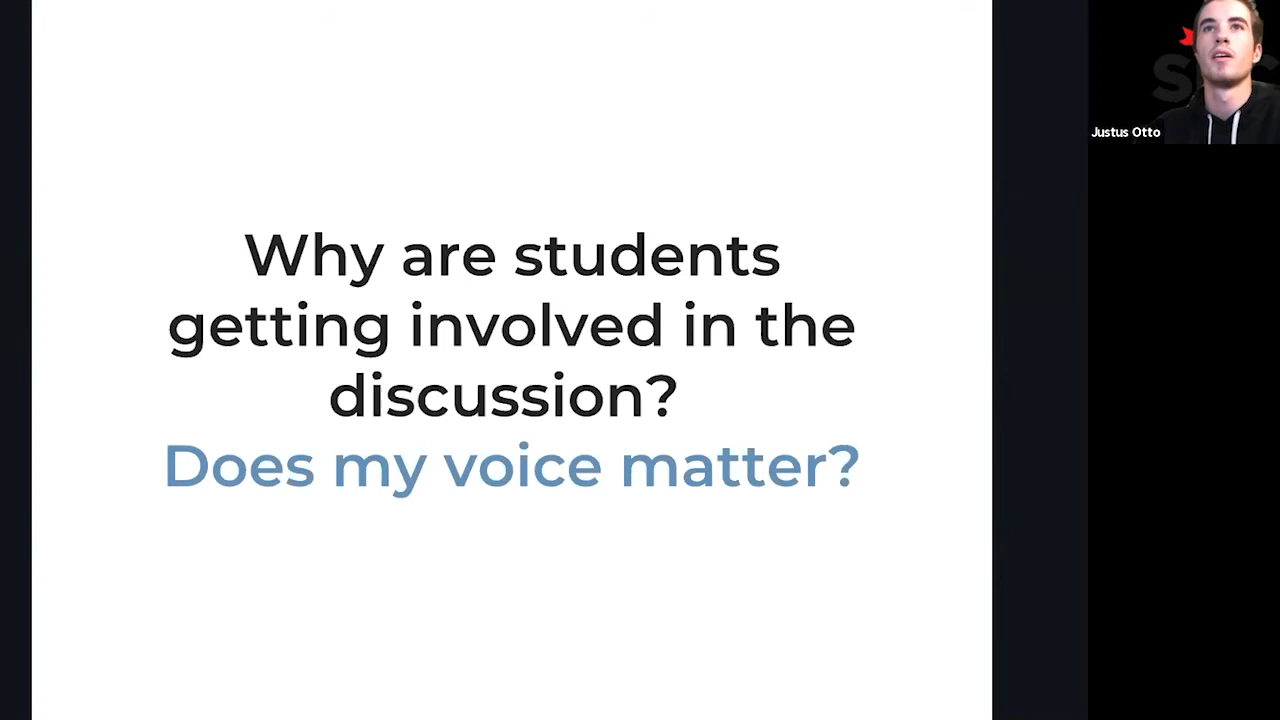 Why are students
getting involved in the
discussion?
Does my voice matter?
Justus Otto